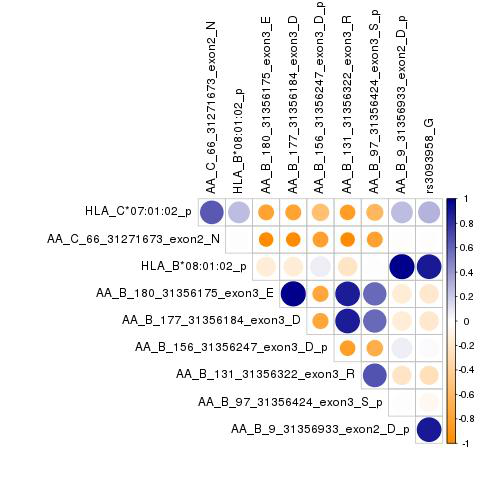 AA_C_66_31271673_exon2_N
HLA_B*08:01:02_p
AA_B_180_31356175_exon3_E
AA_B_177_31356184_exon3_D
AA_B_156_31356247_exon3_D_p
AA_B_131_31356322_exon3_R
AA_B_97_31356424_exon3_S_p
AA_B_9_31356933_exon2_D_p
rs3093958_G
HLA_C*07:01:02_p
AA_C_66_31271673_exon2_N
HLA_B*08:01:02_p
AA_B_180_31356175_exon3_E
AA_B_177_31356184_exon3_D
AA_B_156_31356247_exon3_D_p
AA_B_131_31356322_exon3_R
AA_B_97_31356424_exon3_S_p
AA_B_9_31356933_exon2_D_p
1
0.8
0.6
0.4
0.2
0
-0.2
-0.4
-0.6
-0.8
-1